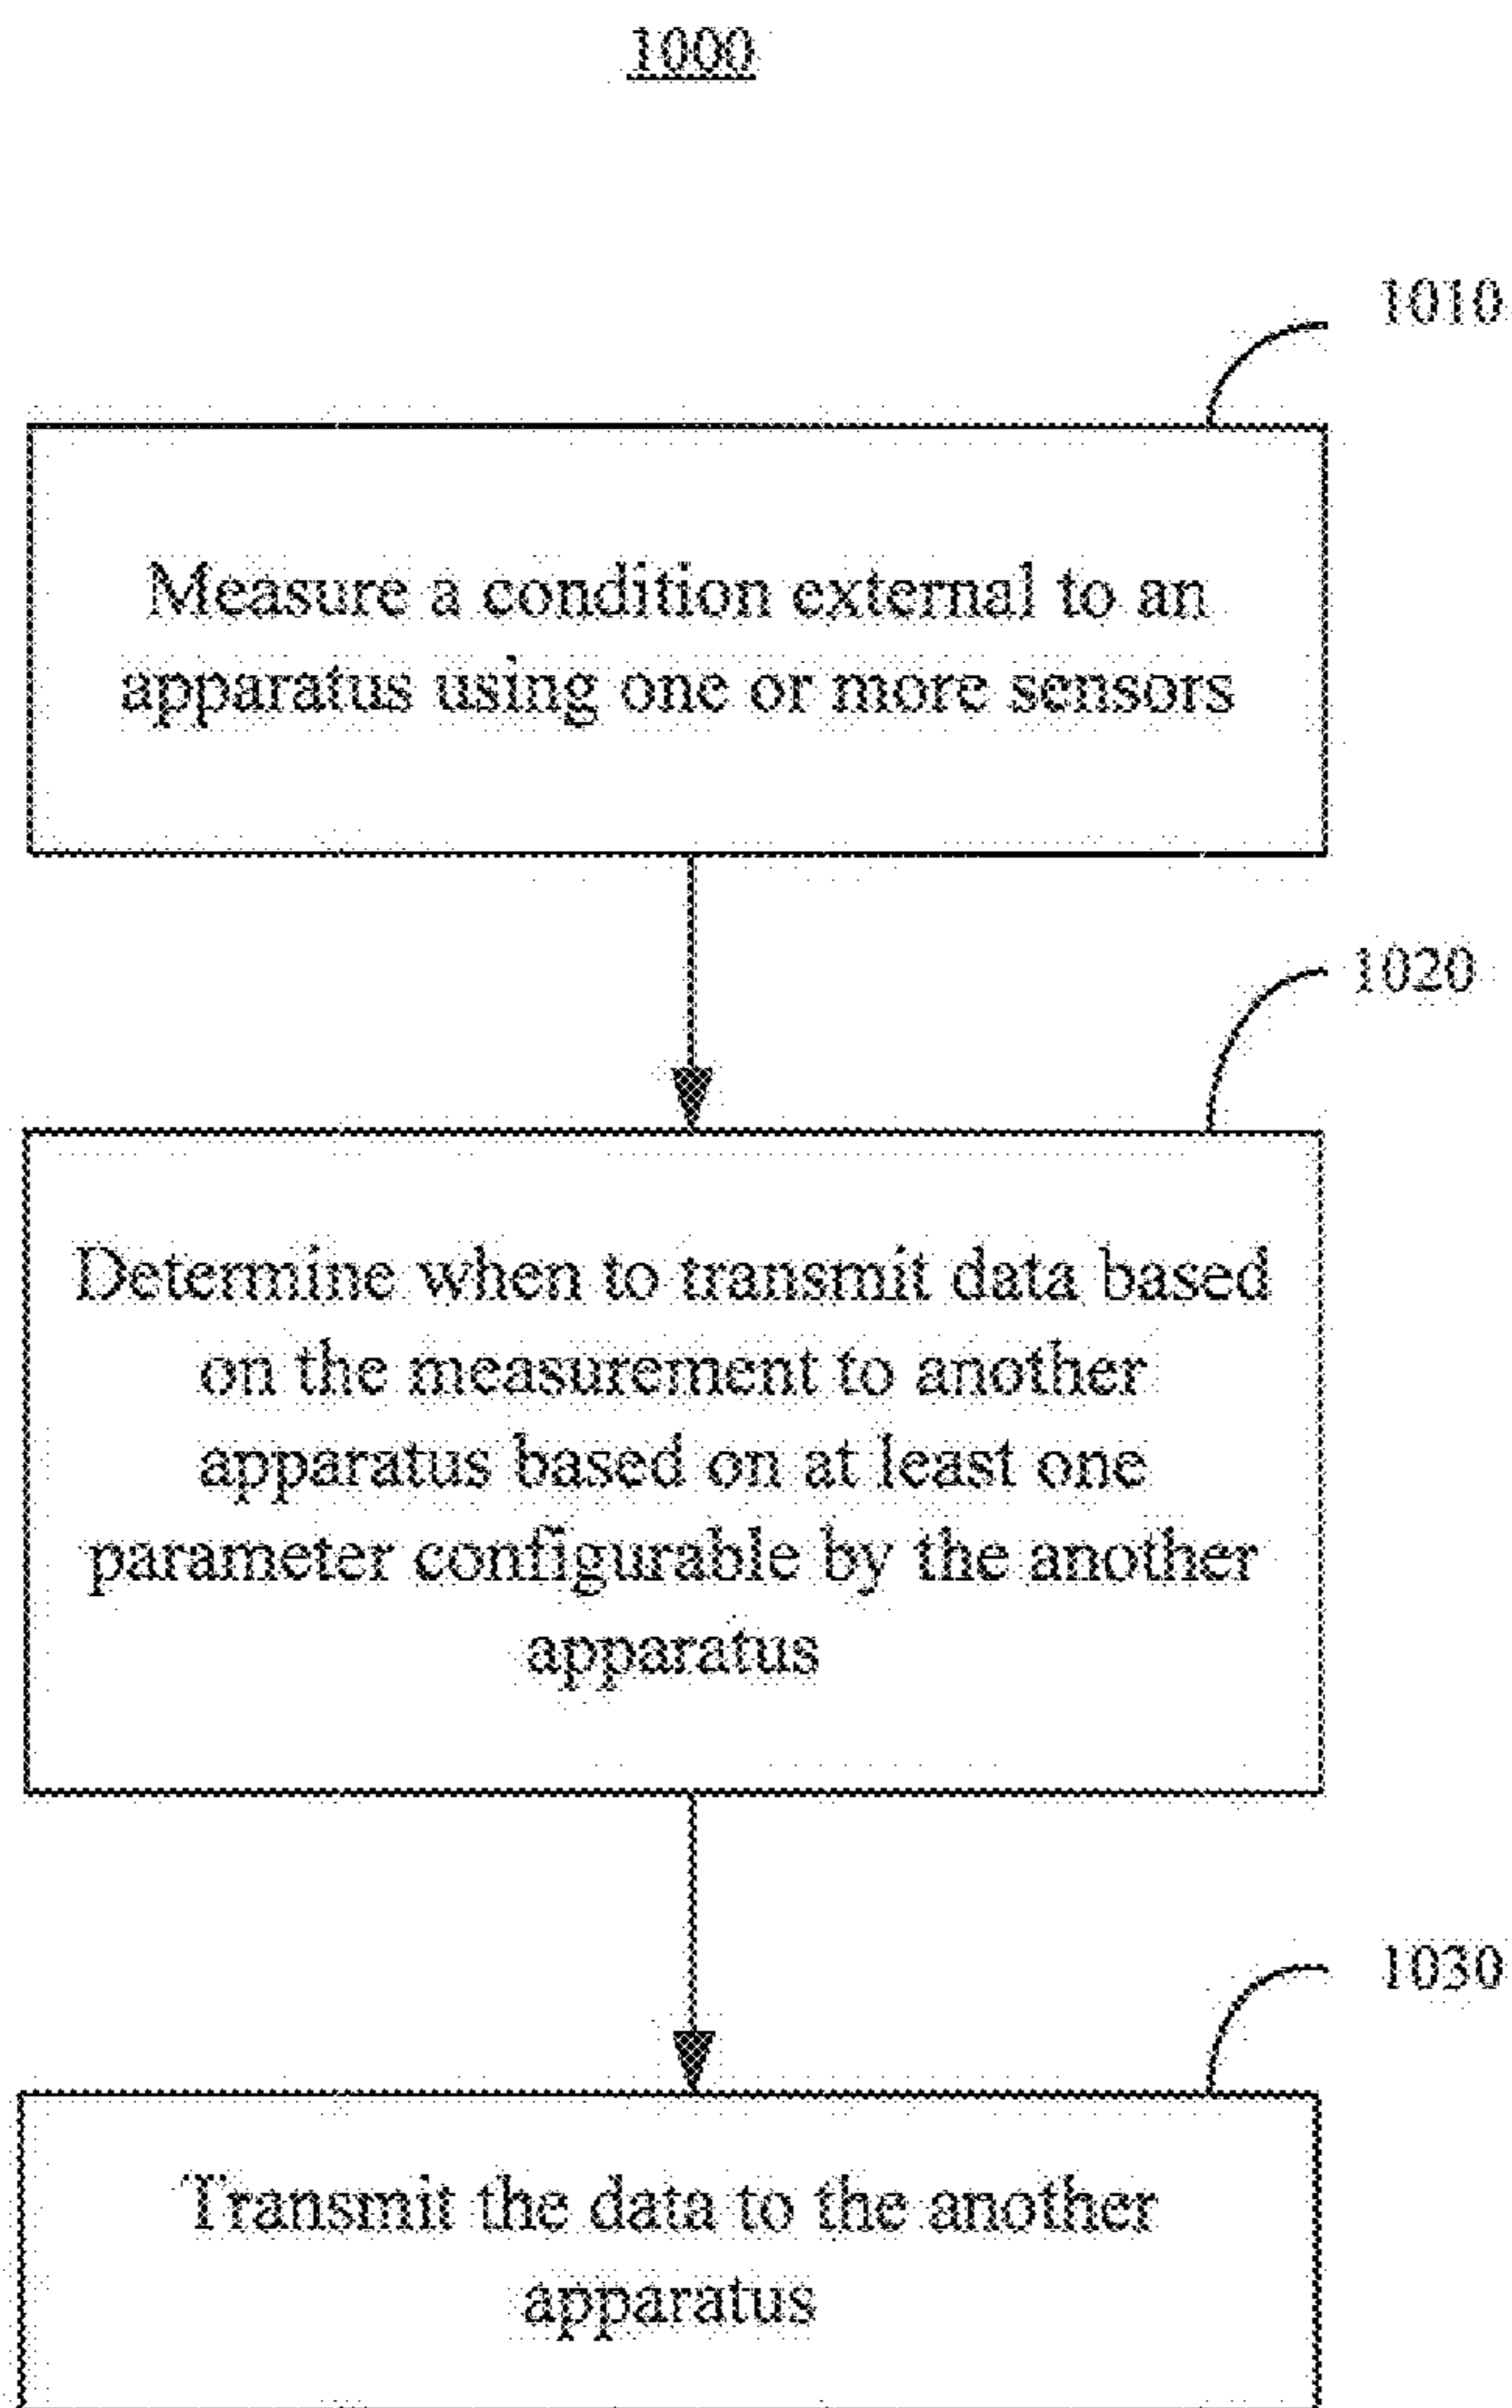 1000
1010
Measure a condition external to an
apparatus using one or more sensors
1020
Determine when to transmit data based
on the measurement to another
apparatus based on at least one
parameter configurable by the another
apparatus
1030
Transmit the data to the another
apparatus